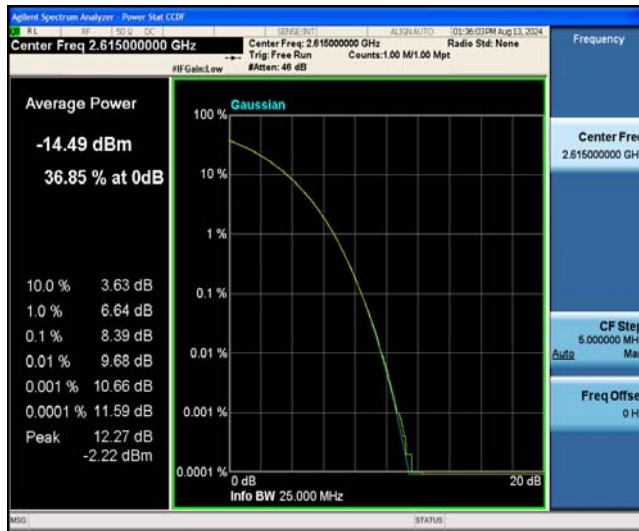 Agilent Spectrum Analyzer - Power Stat CCDF
RL RF 50 Ω DC SENSE:INT ALIGN AUTO 01:36:03 PM Aug 13, 2024
Center Freq 2.615000000 GHz
Center Freq: 2.615000000 GHz Radio Std: None
Trig: Free Run Counts:1.00 M/1.00 Mpt
#IFGain:Low #Atten: 46 dB
Frequency
Average Power
-14.49 dBm
36.85 % at 0dB
10.0 % 3.63 dB
1.0 % 6.64 dB
0.1 % 8.39 dB
0.01 % 9.68 dB
0.001 % 10.66 dB
0.0001 % 11.59 dB
Peak 12.27 dB
-2.22 dBm
Gaussian
100 %
10 %
1 %
0.1 %
0.01 %
0.001 %
0.0001 %
0 dB 20 dB
Info BW 25.000 MHz
Center Fre
2.615000000 GH
CF Step
5.000000 MH
Auto Ma
Freq Offse
0 H
MSG STATUS